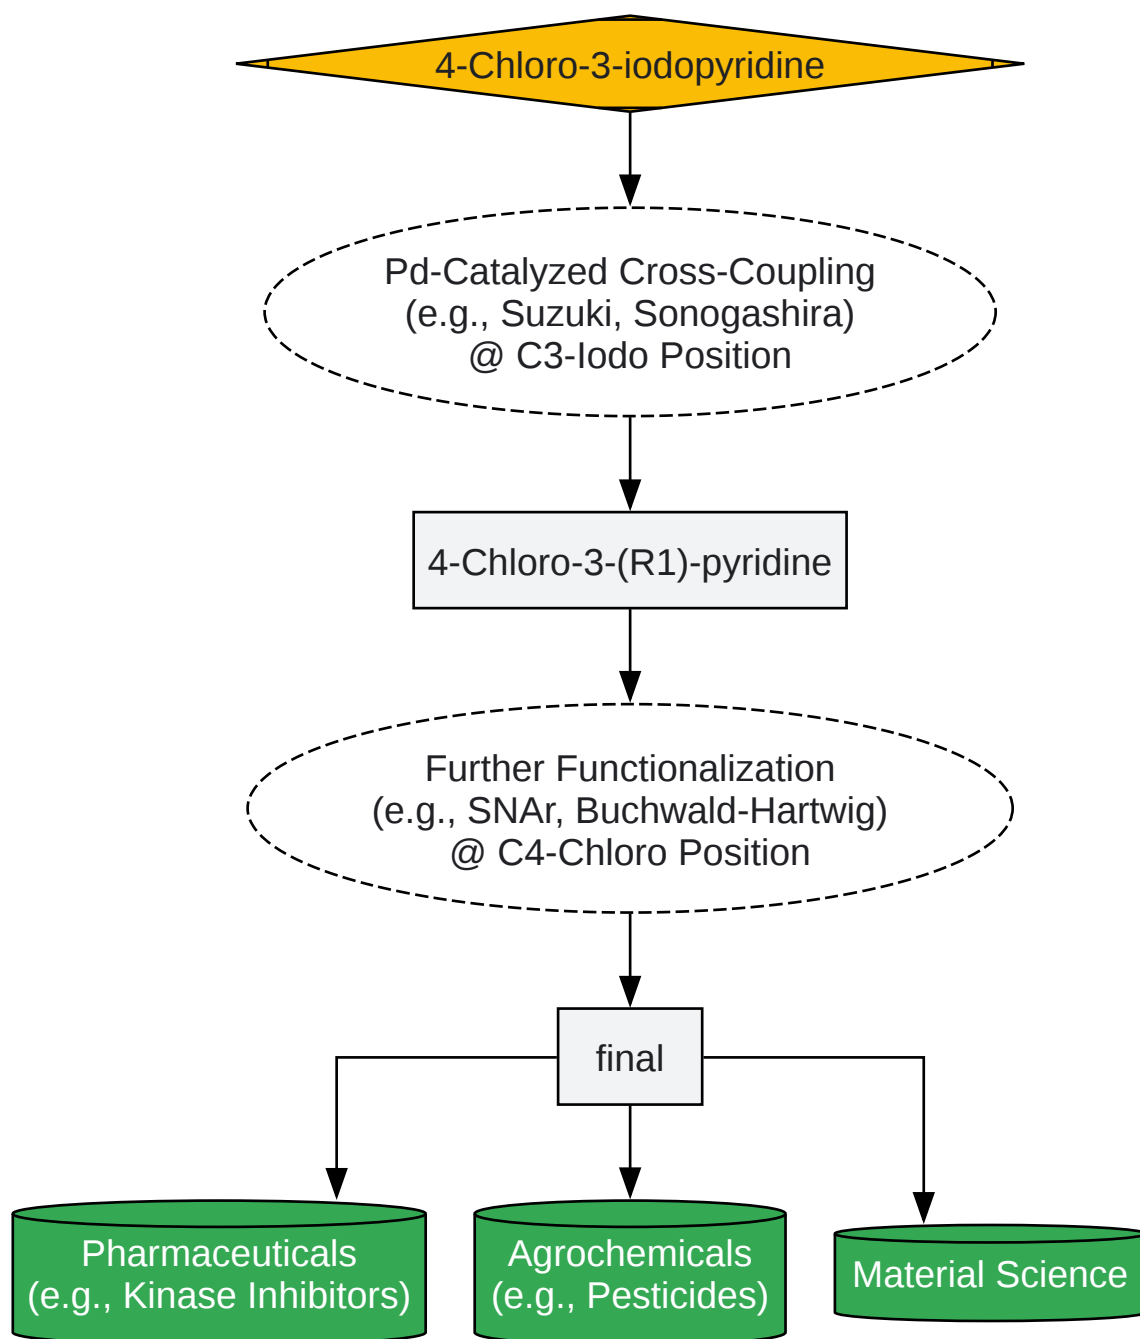 4-Chloro-3-iodopyridine
Pd-Catalyzed Cross-Coupling
(e.g., Suzuki, Sonogashira)
@ C3-Iodo Position
4-Chloro-3-(R1)-pyridine
Further Functionalization
(e.g., SNAr, Buchwald-Hartwig)
@ C4-Chloro Position
final
Pharmaceuticals
(e.g., Kinase Inhibitors)
Agrochemicals
(e.g., Pesticides)
Material Science